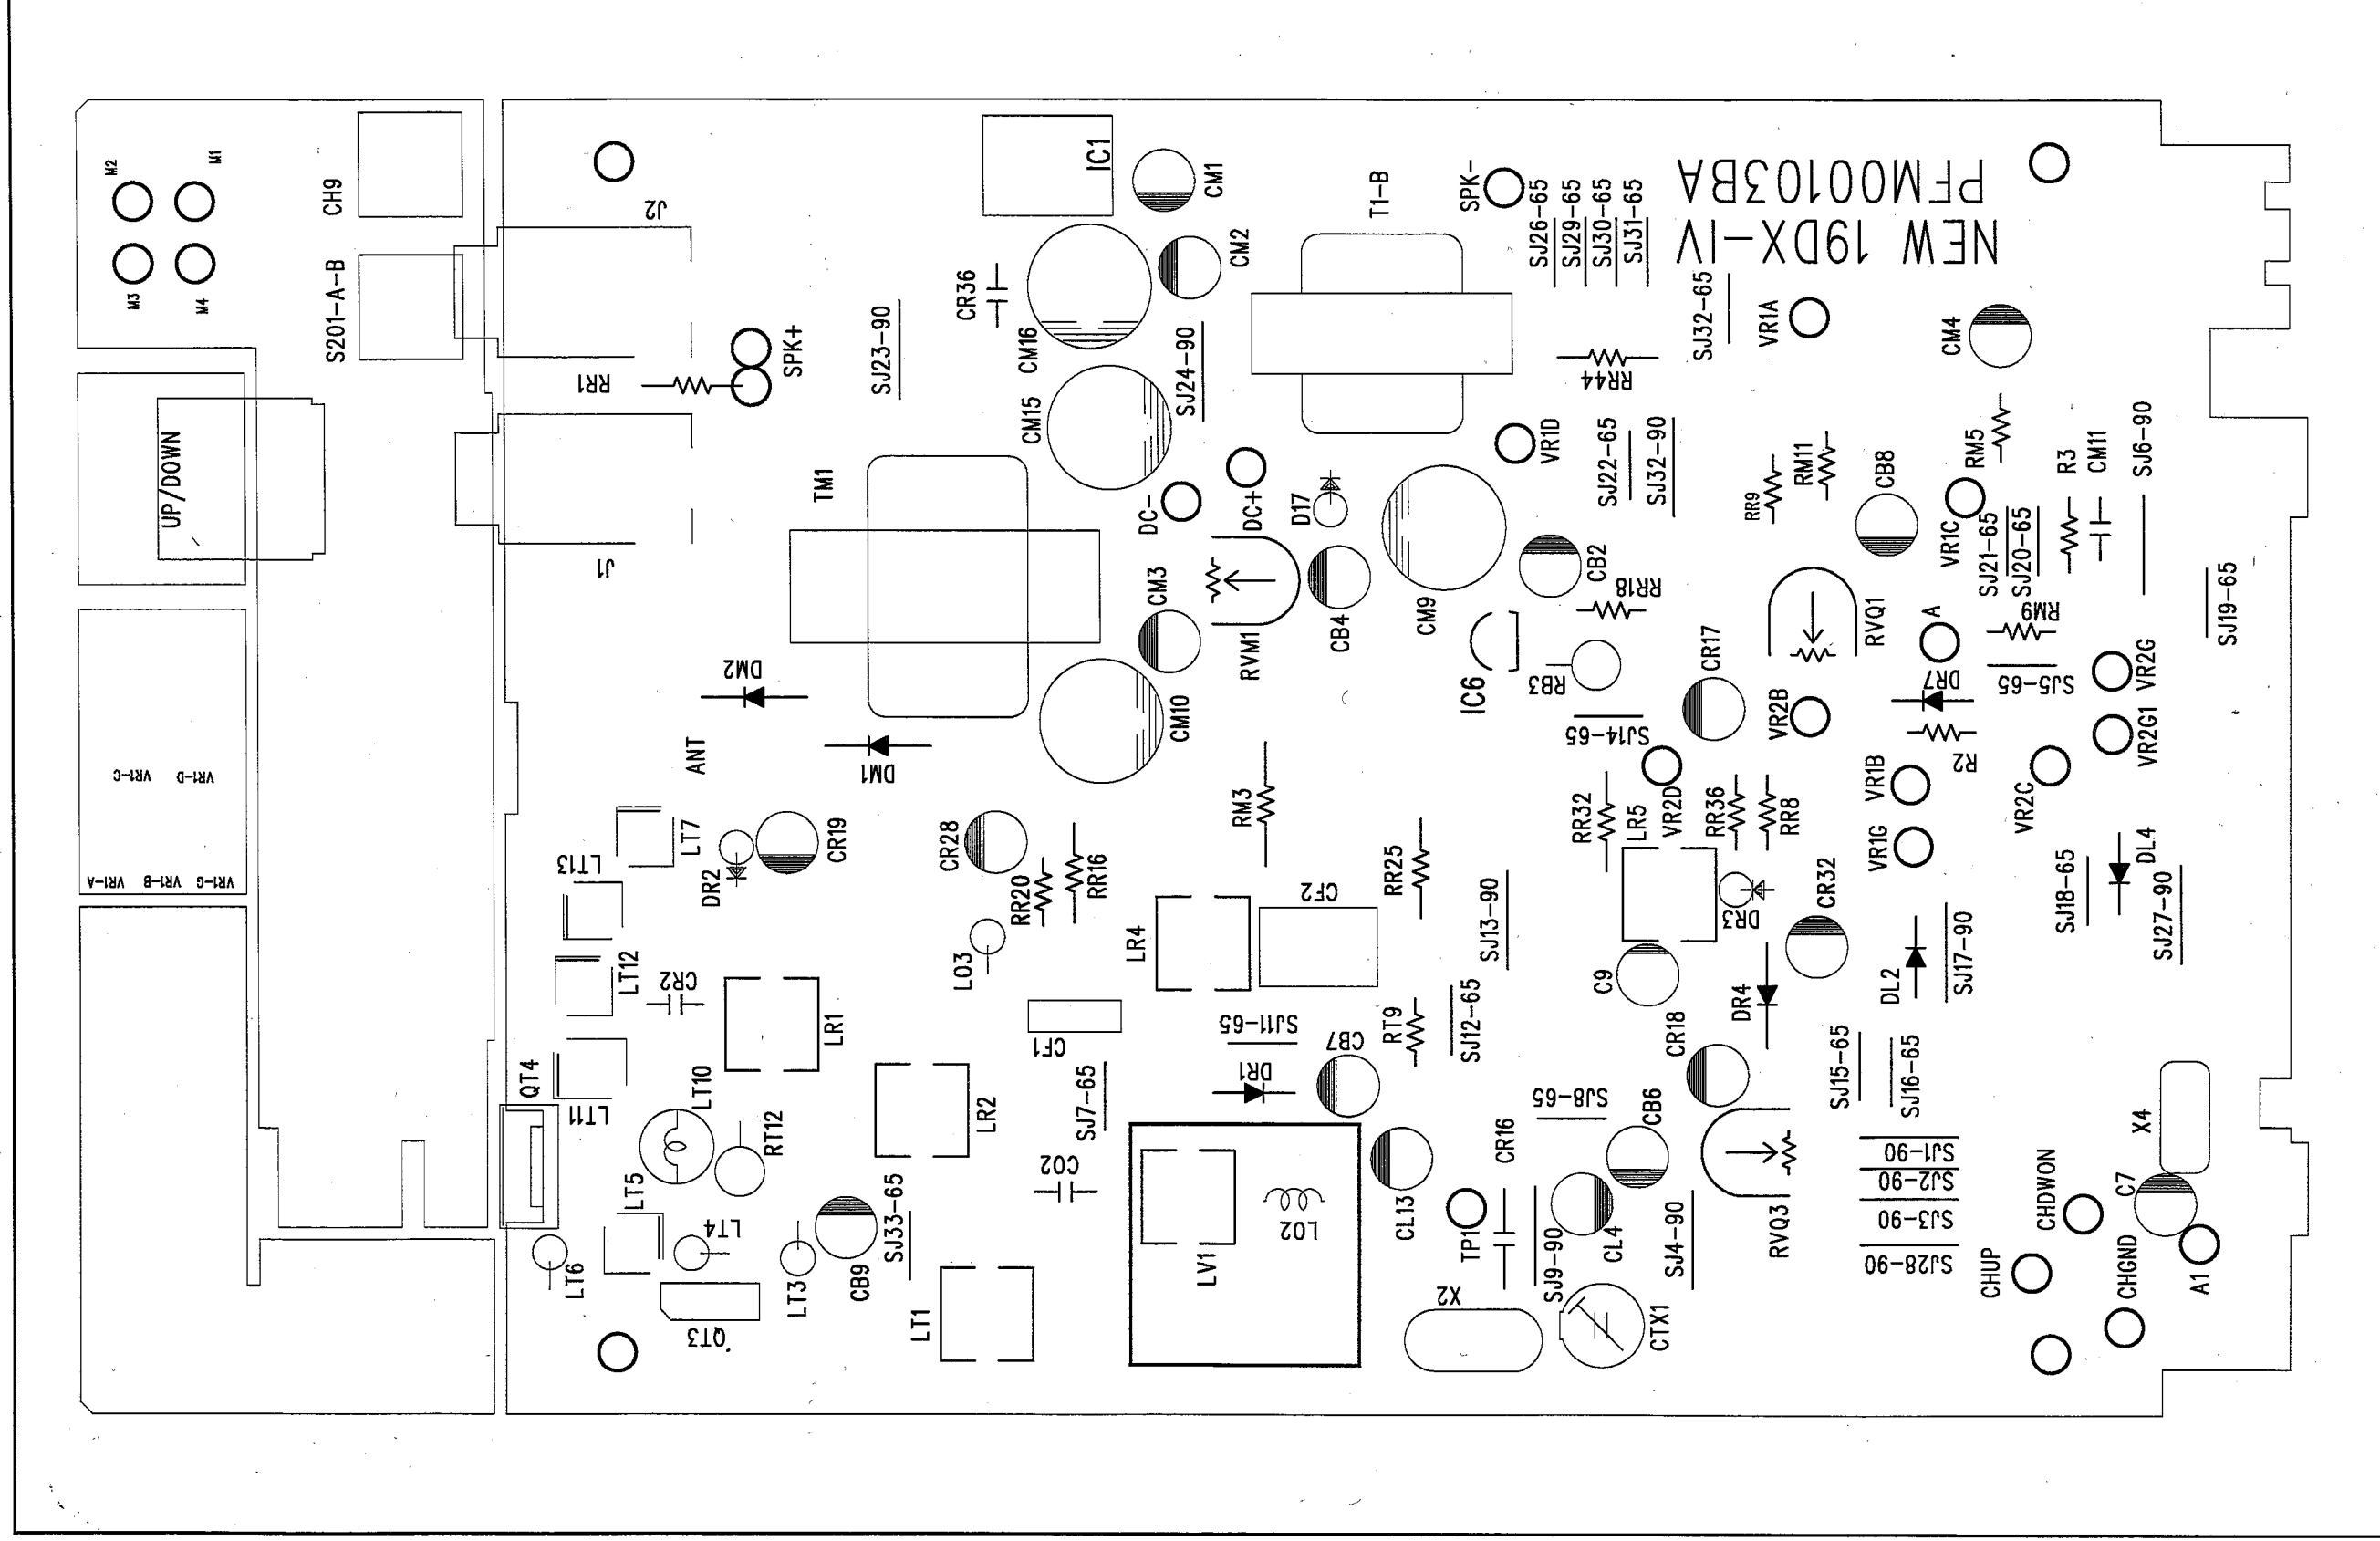 M2
M1
M3
M4
CH9
S201-A-B
UP/DOWN
VR1-C
VR1-D
VR1-A
VR1-B
VR1-G
J2
RR1
SPK+
J1
TM1
SJ23-90
CR36
CM16
CM15
IC1
CM1
CM2
SJ24-90
T1-B
SPK-
SJ26-65
SJ29-65
SJ30-65
SJ31-65
NEW 19DX-IV
PFM00103BA
SJ32-65
VR1A
CM4
RR44
VR1D
SJ22-65
SJ32-90
RR9
RM11
CB8
RM5
R3
CM11
SJ6-90
VR1C
SJ21-65
SJ20-65
SJ19-65
DC-
DC+
D17
CM3
RVM1
CB4
CM9
CB2
RR18
IC6
RB3
CR17
RVQ1
A
RM9
DR7
SJ5-65
VR2G
VR2G1
DM2
DM1
ANT
CM10
SJ14-65
VR2B
R2
VR1B
VR2C
VR2D
LR5
RR32
RR36
RR8
VR1G
RM3
LT7
LT13
DR2
CR19
CR28
RR20
RR16
RR25
CF2
LR4
SJ13-90
DR3
CR32
SJ18-65
DL4
SJ27-90
LT12
CR2
LR1
LO3
CF1
SJ11-65
CB7
RT9
SJ12-65
C9
DR4
CR18
DL2
SJ17-90
SJ15-65
SJ16-65
QT4
LT11
LT10
RT12
LR2
SJ7-65
DR1
SJ8-65
CR16
CB6
X4
LT5
LT4
LT6
LT3
QT3
CB9
SJ33-65
CO2
LT1
LV1
LO2
CL13
TP1
X2
SJ9-90
CL4
CTX1
SJ4-90
RVQ3
SJ1-90
SJ2-90
SJ3-90
SJ28-90
CHDWON
CHUP
CHGND
C7
A1